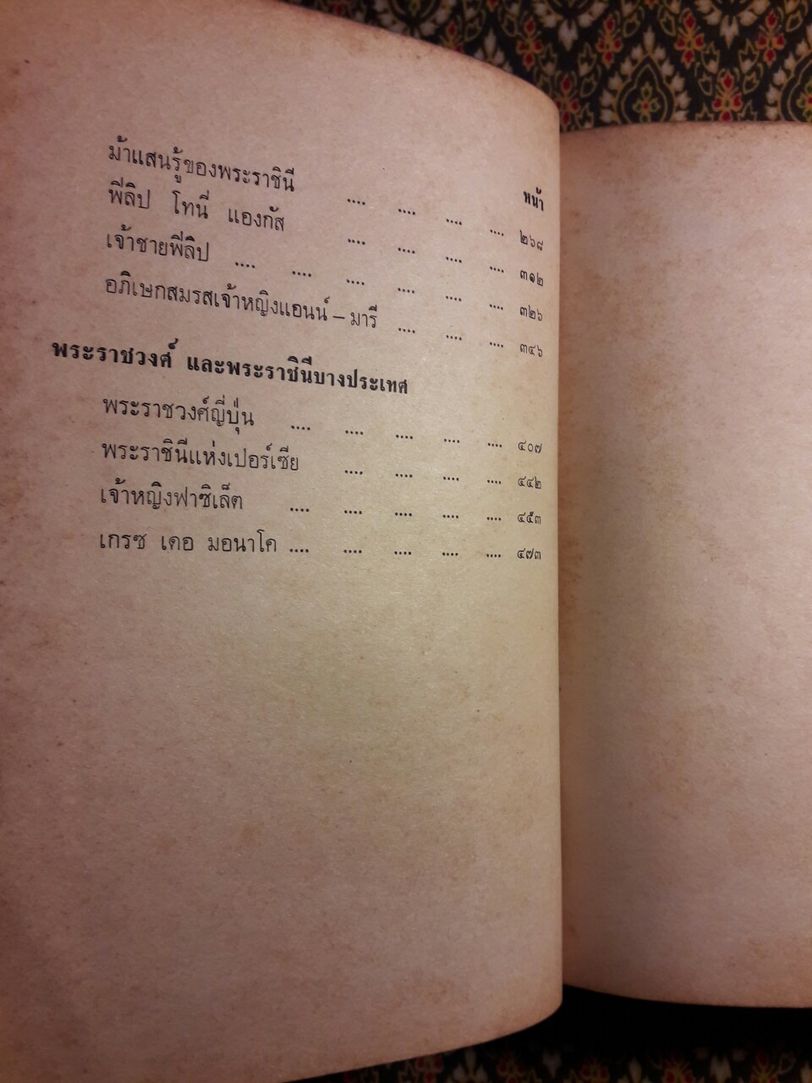 หน้า
ม้าแสนรู้ของพระราชินี .... .... .... .... ๒๖๘
ฟีลิป โทนี่ แองกัส .... .... .... .... ๓๑๒
เจ้าชายฟีลิป .... .... .... .... .... .... ๓๒๖
อภิเษกสมรสเจ้าหญิงแอนน์ – มารี .... .... .... ๓๔๖
พระราชวงศ์ และพระราชินีบางประเทศ
พระราชวงศ์ญี่ปุ่น .... .... .... .... .... ๔๐๗
พระราชินีแห่งเปอร์เซีย .... .... .... .... ๔๔๒
เจ้าหญิงฟาซิเล็ต .... .... .... .... .... ๔๕๓
เกรซ เดอ มอนาโค .... .... .... .... .... ๔๗๓